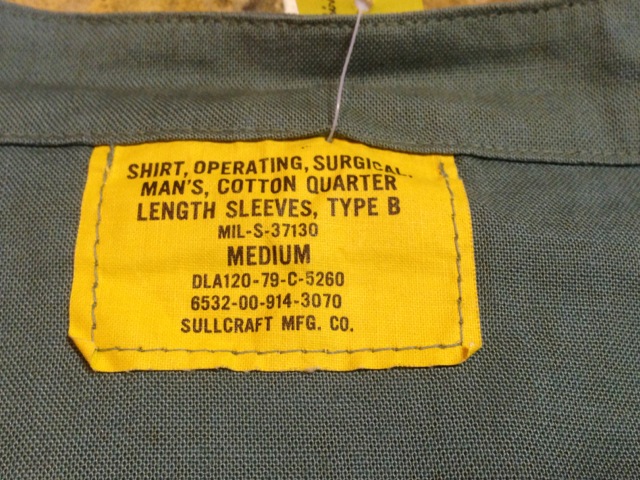 SHIRT, OPERATING, SURGICAL,
MAN'S, COTTON QUARTER
LENGTH SLEEVES, TYPE B
MIL-S-37130
MEDIUM
DLA120-79-C-5260
6532-00-914-3070
SULLCRAFT MFG. CO.